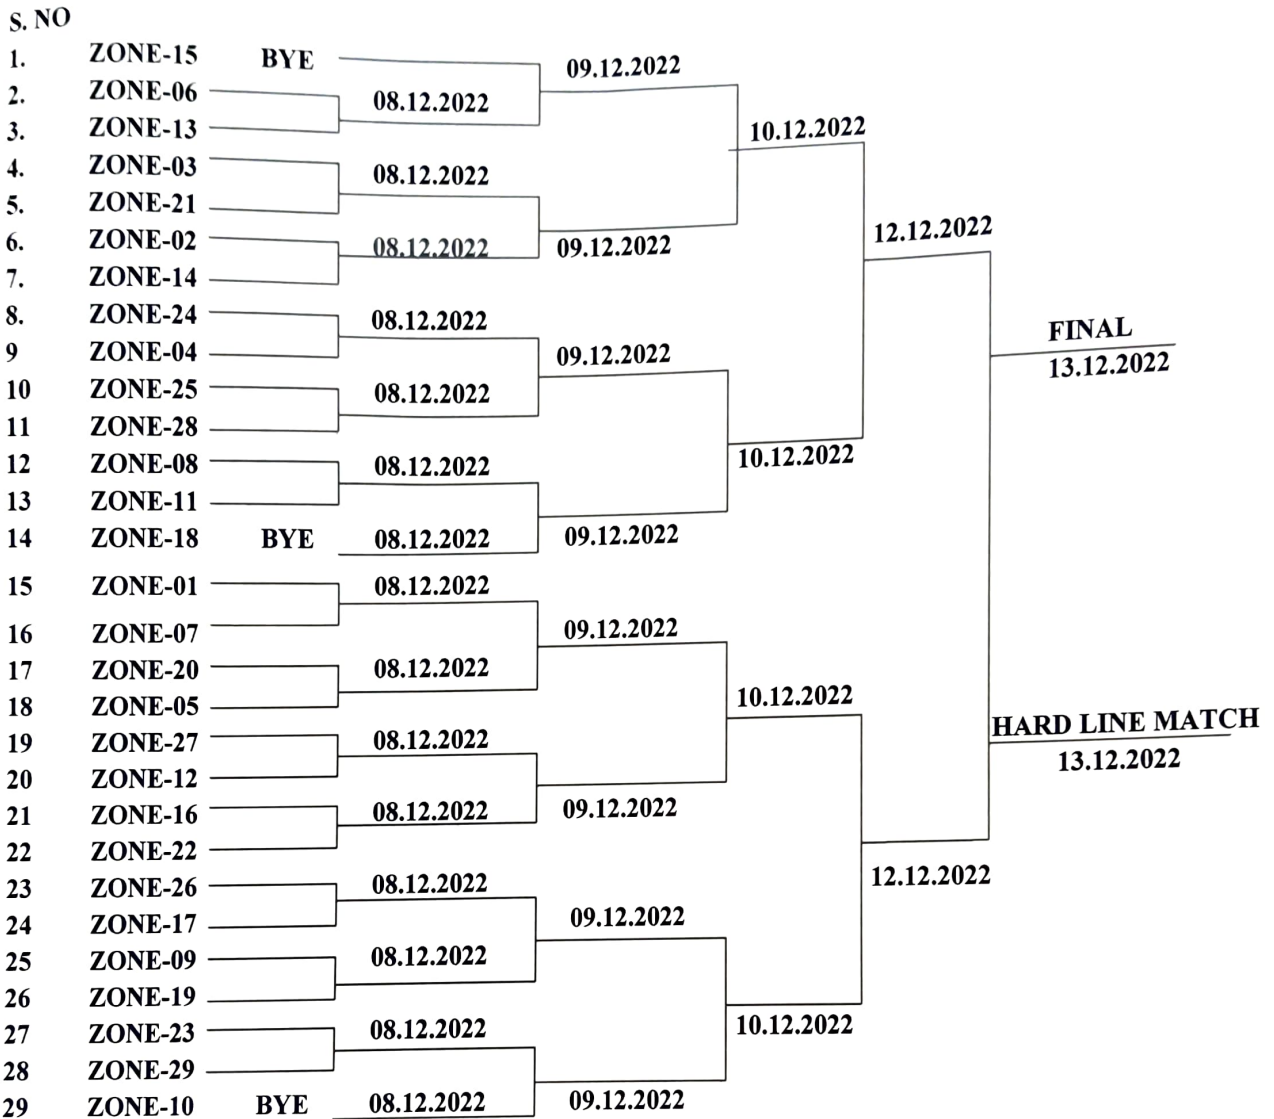 S. NO
1. ZONE-15 BYE
09.12.2022
2. ZONE-06
08.12.2022
3. ZONE-13
10.12.2022
4. ZONE-03
08.12.2022
5. ZONE-21
12.12.2022
6. ZONE-02
08.12.2022
09.12.2022
7. ZONE-14
8. ZONE-24
08.12.2022
FINAL
9 ZONE-04
09.12.2022
13.12.2022
10 ZONE-25
08.12.2022
11 ZONE-28
10.12.2022
12 ZONE-08
08.12.2022
13 ZONE-11
14 ZONE-18 BYE 08.12.2022
09.12.2022
15 ZONE-01 08.12.2022
16 ZONE-07
09.12.2022
17 ZONE-20
08.12.2022
18 ZONE-05
10.12.2022
HARD LINE MATCH
19 ZONE-27
08.12.2022
13.12.2022
20 ZONE-12
21 ZONE-16
08.12.2022
09.12.2022
22 ZONE-22
12.12.2022
23 ZONE-26
08.12.2022
24 ZONE-17
09.12.2022
25 ZONE-09
08.12.2022
26 ZONE-19
27 ZONE-23
08.12.2022
10.12.2022
28 ZONE-29
29 ZONE-10 BYE 08.12.2022
09.12.2022